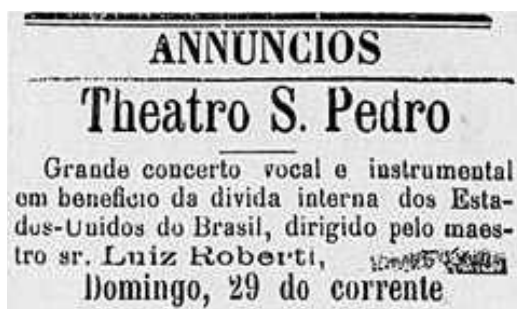 ANNUNCIOS
Theatro S. Pedro
Grande concerto vocal e instrumental
em beneficio da divida interna dos Esta-
dos-Unidos do Brasil, dirigido pelo maes-
tro sr. Luiz Roberti,
Domingo, 29 do corrente